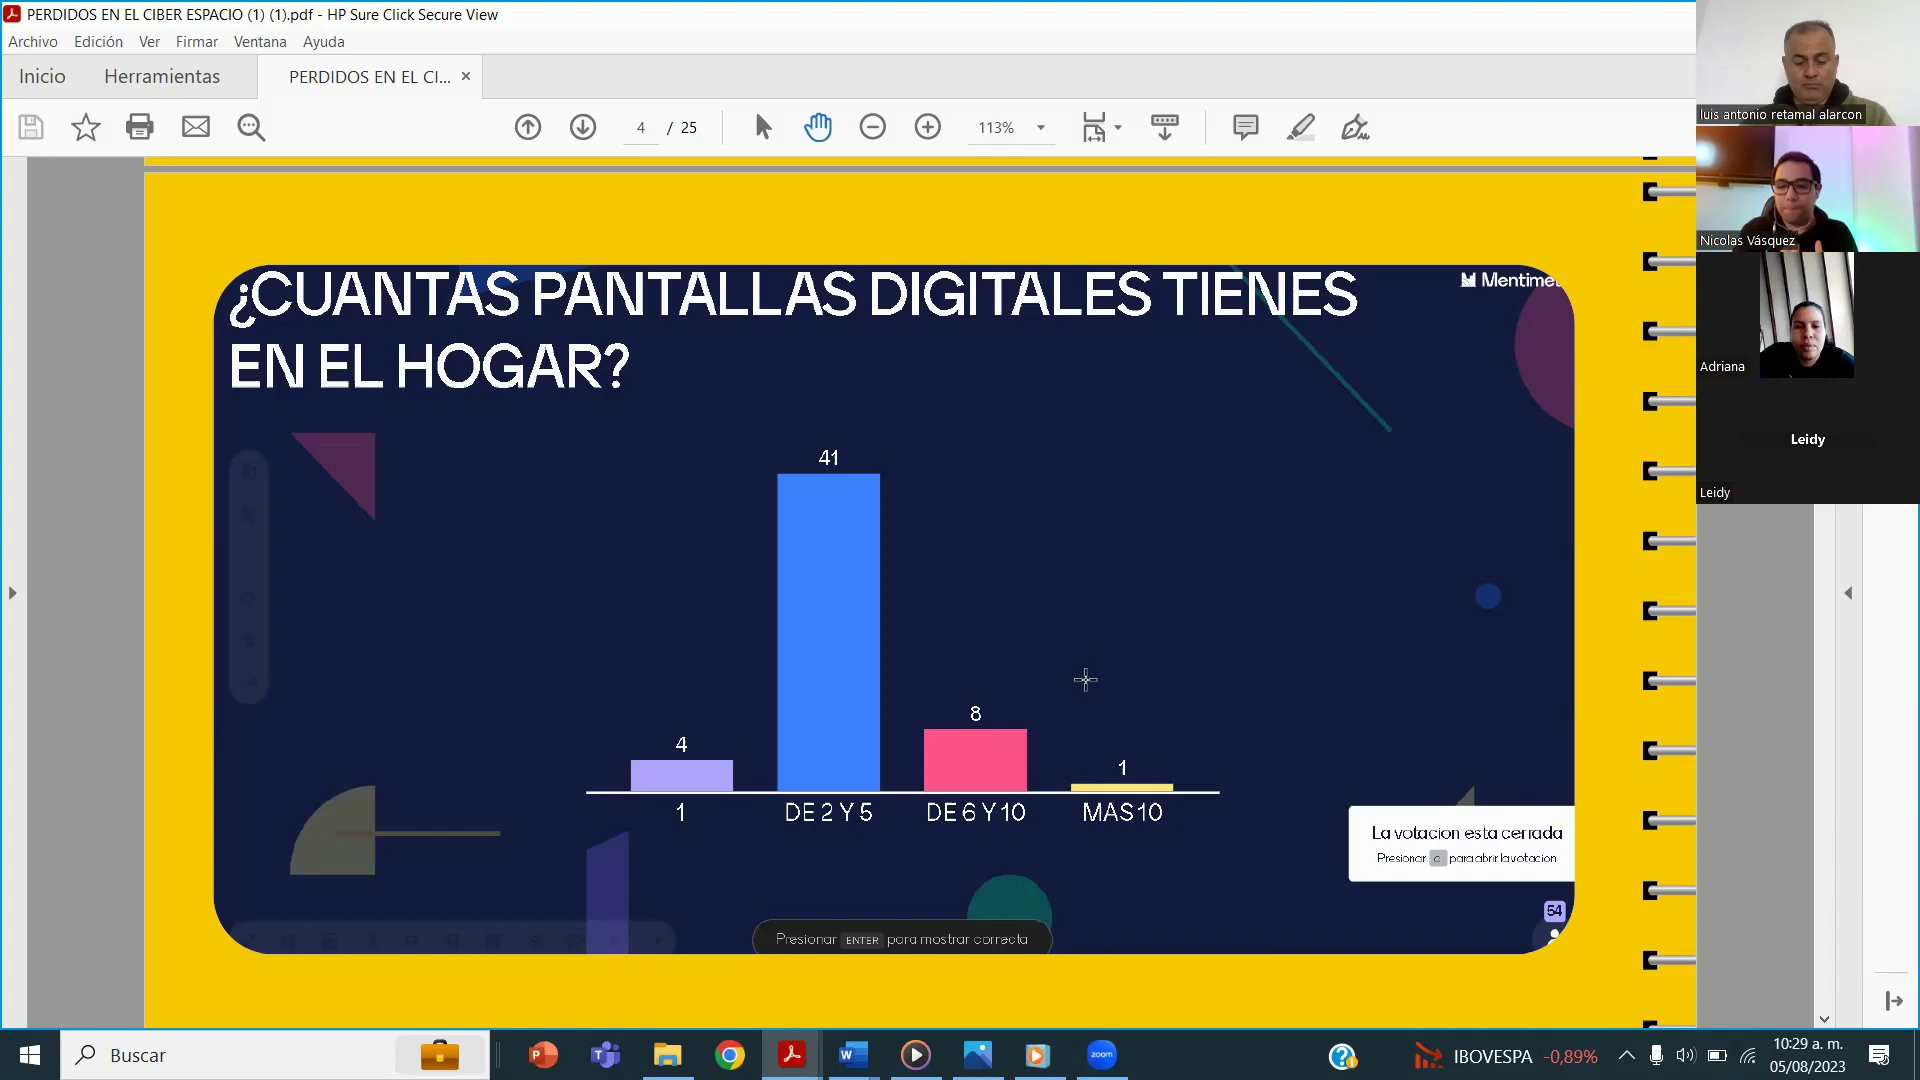 PERDIDOS EN EL CIBER ESPACIO (1) (1).pdf - HP Sure Click Secure View
Archivo Edición Ver Firmar Ventana Ayuda
Inicio Herramientas PERDIDOS EN EL CI... ×
4 / 25 113%
¿CUANTAS PANTALLAS DIGITALES TIENES
EN EL HOGAR?
Mentimet
41
8
4
1
1 DE 2 Y 5 DE 6 Y 10 MAS 10
La votacion esta cerrada
Presionar c para abrir la votacion
54
Presionar ENTER para mostrar correcta
luis antonio retamal alarcon
Nicolas Vásquez
Adriana
Leidy
Leidy
Buscar
zoom
IBOVESPA -0,89%
10:29 a. m.
05/08/2023